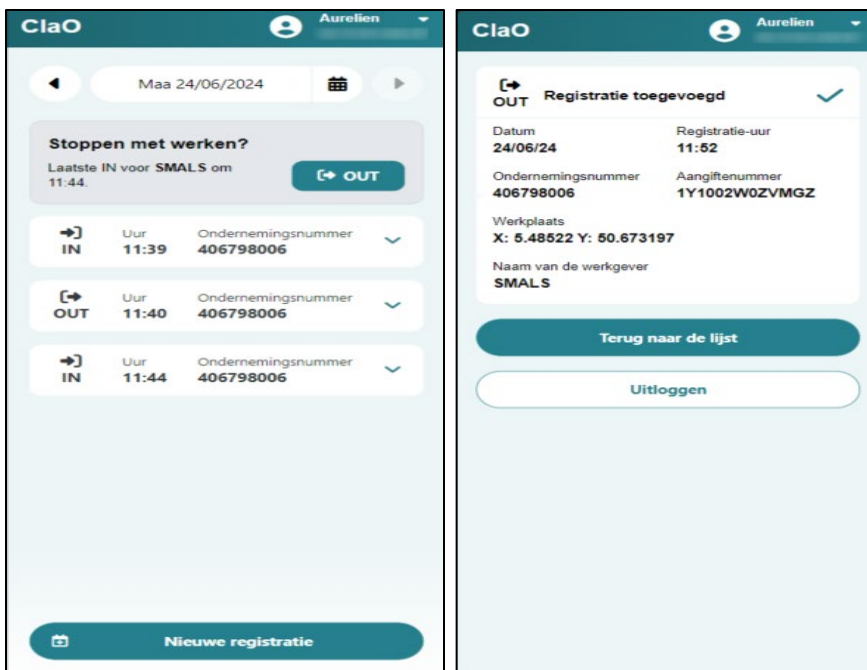 ClaO
Aurelien
Maa 24/06/2024
Stoppen met werken?
Laatste IN voor SMALS om
11:44.
OUT
Uur Ondernemingsnummer
IN 11:39 406798006
Uur Ondernemingsnummer
OUT 11:40 406798006
Uur Ondernemingsnummer
IN 11:44 406798006
Nieuwe registratie
ClaO
Aurelien
OUT Registratie toegevoegd
Datum Registratie-uur
24/06/24 11:52
Ondernemingsnummer Aangiftenummer
406798006 1Y1002W0ZVMGZ
Werkplaats
X: 5.48522 Y: 50.673197
Naam van de werkgever
SMALS
Terug naar de lijst
Uitloggen